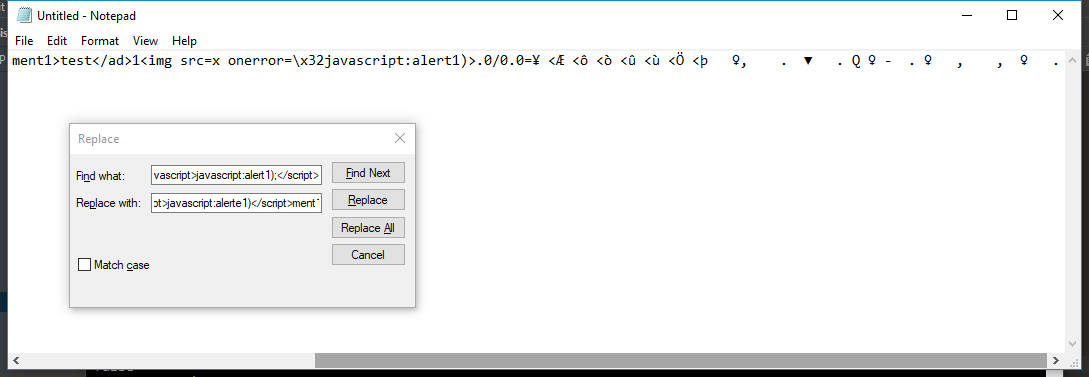 Untitled - Notepad
File Edit Format View Help
ment1>test</ad>1<img src=x onerror=\x32javascript:alert1)>.0/0.0=¥ <Æ <ô <ò <û <ù <Ö <þ ♀, . ▼ . Q ♀ - . ♀ , , ♀ .
Replace
Find what: vascript>javascript:alert1);</script> Find Next
Replace with: pt>javascript:alerte1)</script>ment1 Replace
Replace All
Cancel
Match case